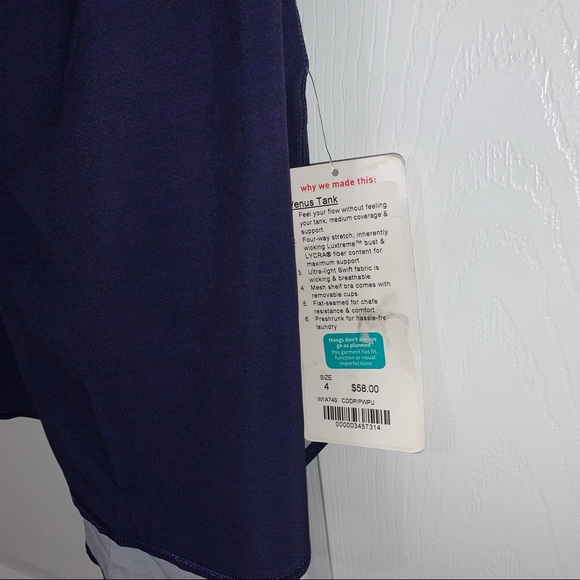 why we made this:
Venus Tank
Feel your flow without feeling
your tank; medium coverage &
support
Four-way stretch, inherently
wicking Luxtreme™ bust &
LYCRA® fiber content for
maximum support
3. Ultra-light Swift fabric is
wicking & breathable
4. Mesh shelf bra comes with
removable cups
5. Flat-seamed for chafe
resistance & comfort
6. Preshrunk for hassle-fre
laundry
things don't always
go as planned™
this garment has fit,
function or visual
imperfections
SIZE
4 $58.00
W1A74S CDDP/PWPU
000003457314